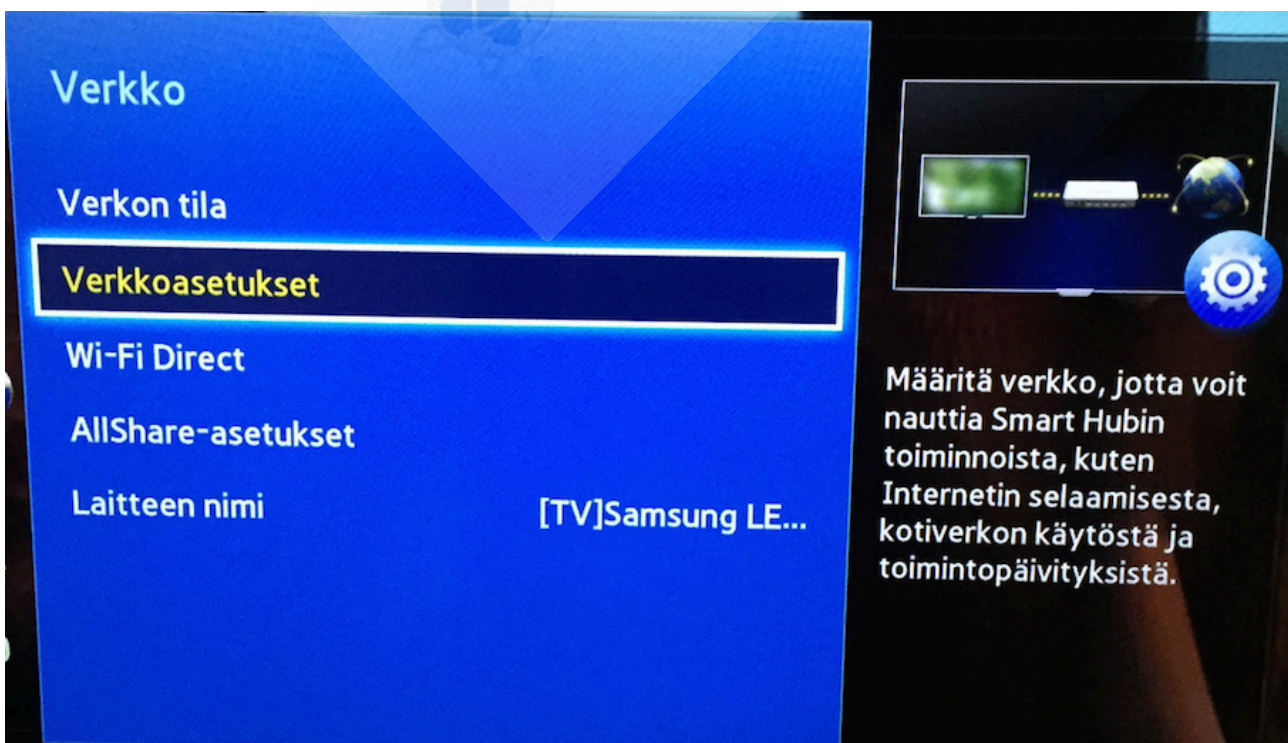 Verkko
Verkon tila
Verkkoasetukset
Wi-Fi Direct
AllShare-asetukset
Laitteen nimi [TV]Samsung LE...
Määritä verkko, jotta voit
nauttia Smart Hubin
toiminnoista, kuten
Internetin selaamisesta,
kotiverkon käytöstä ja
toimintopäivityksistä.